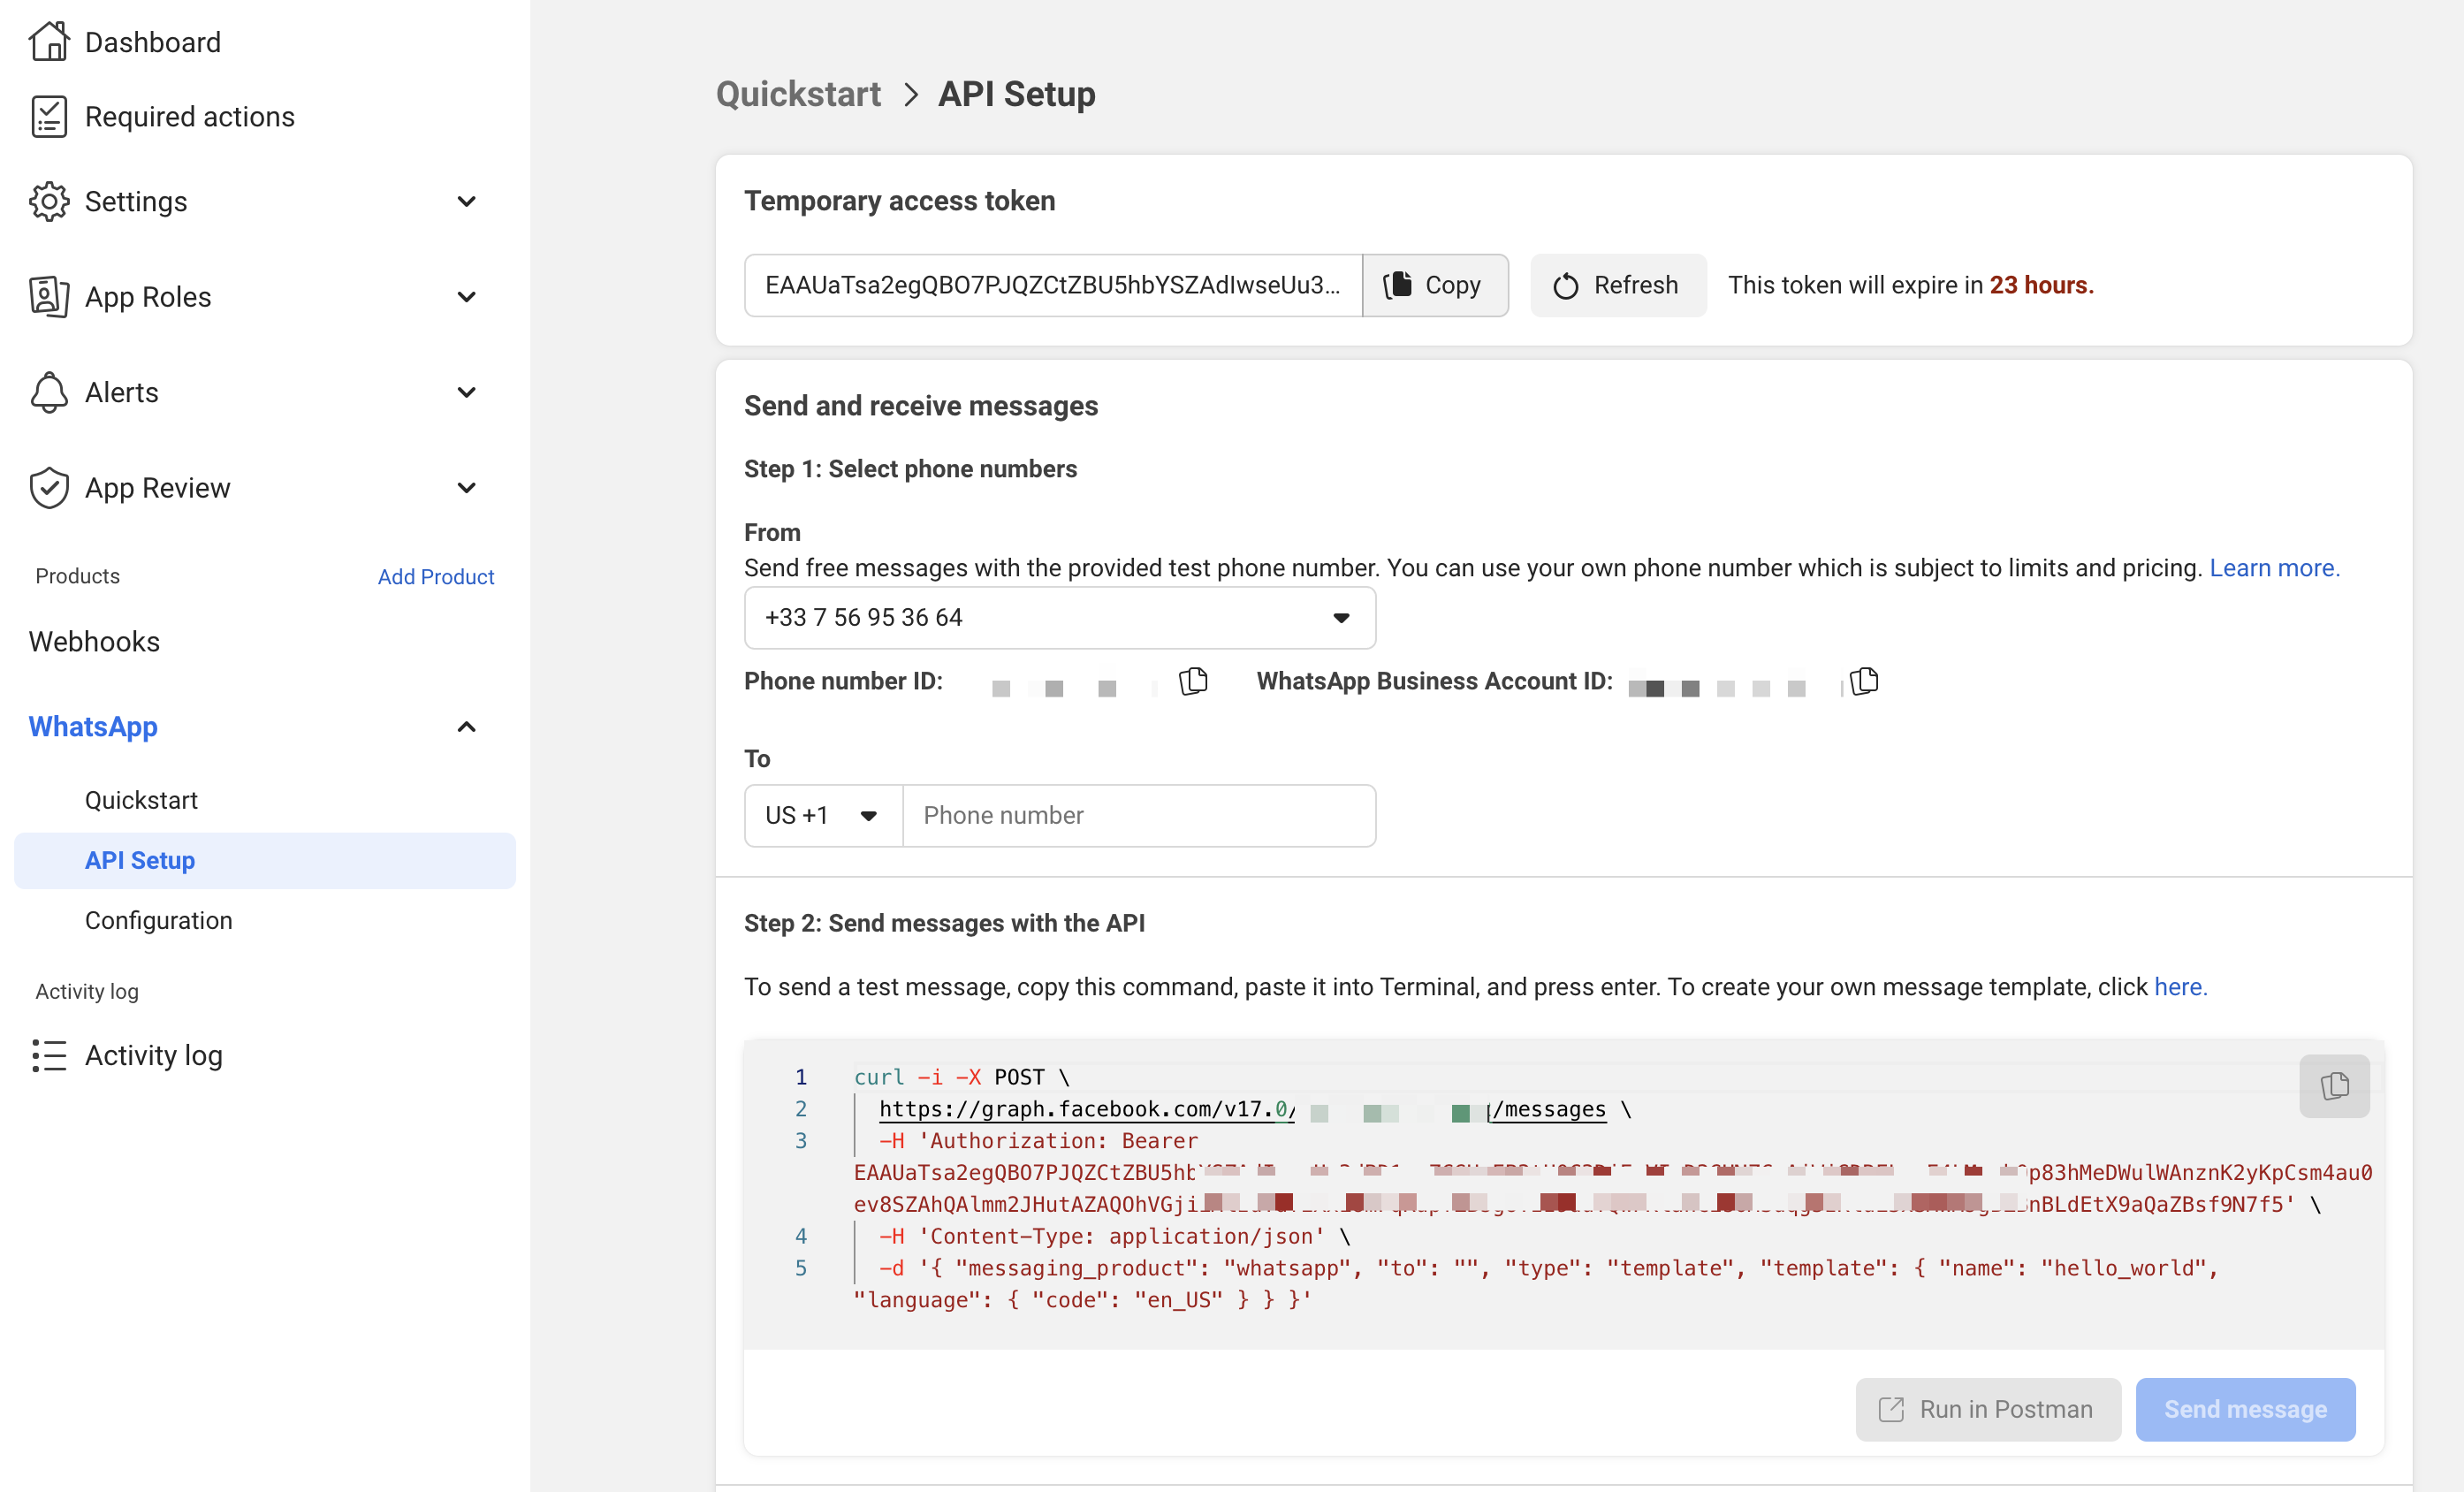 Dashboard
Required actions
Settings
App Roles
Alerts
App Review
Products Add Product
Webhooks
WhatsApp
Quickstart
API Setup
Configuration
Activity log
Activity log
Quickstart > API Setup
Temporary access token
EAAUaTsa2egQBO7PJQZCtZBU5hbYSZAdIwseUu3... Copy Refresh This token will expire in 23 hours.
Send and receive messages
Step 1: Select phone numbers
From
Send free messages with the provided test phone number. You can use your own phone number which is subject to limits and pricing. Learn more.
+33 7 56 95 36 64
Phone number ID: WhatsApp Business Account ID:
To
US +1 Phone number
Step 2: Send messages with the API
To send a test message, copy this command, paste it into Terminal, and press enter. To create your own message template, click here.
1 curl -i -X POST \
2 https://graph.facebook.com/v17.0/ /messages \
3 -H 'Authorization: Bearer
EAAUaTsa2egQBO7PJQZCtZBU5hb p83hMeDWulWAnznK2yKpCsm4au0
ev8SZAhQAlmm2JHutAZAQOhVGji nBLdEtX9aQaZBsf9N7f5' \
4 -H 'Content-Type: application/json' \
5 -d '{ "messaging_product": "whatsapp", "to": "", "type": "template", "template": { "name": "hello_world",
"language": { "code": "en_US" } } }'
Run in Postman Send message